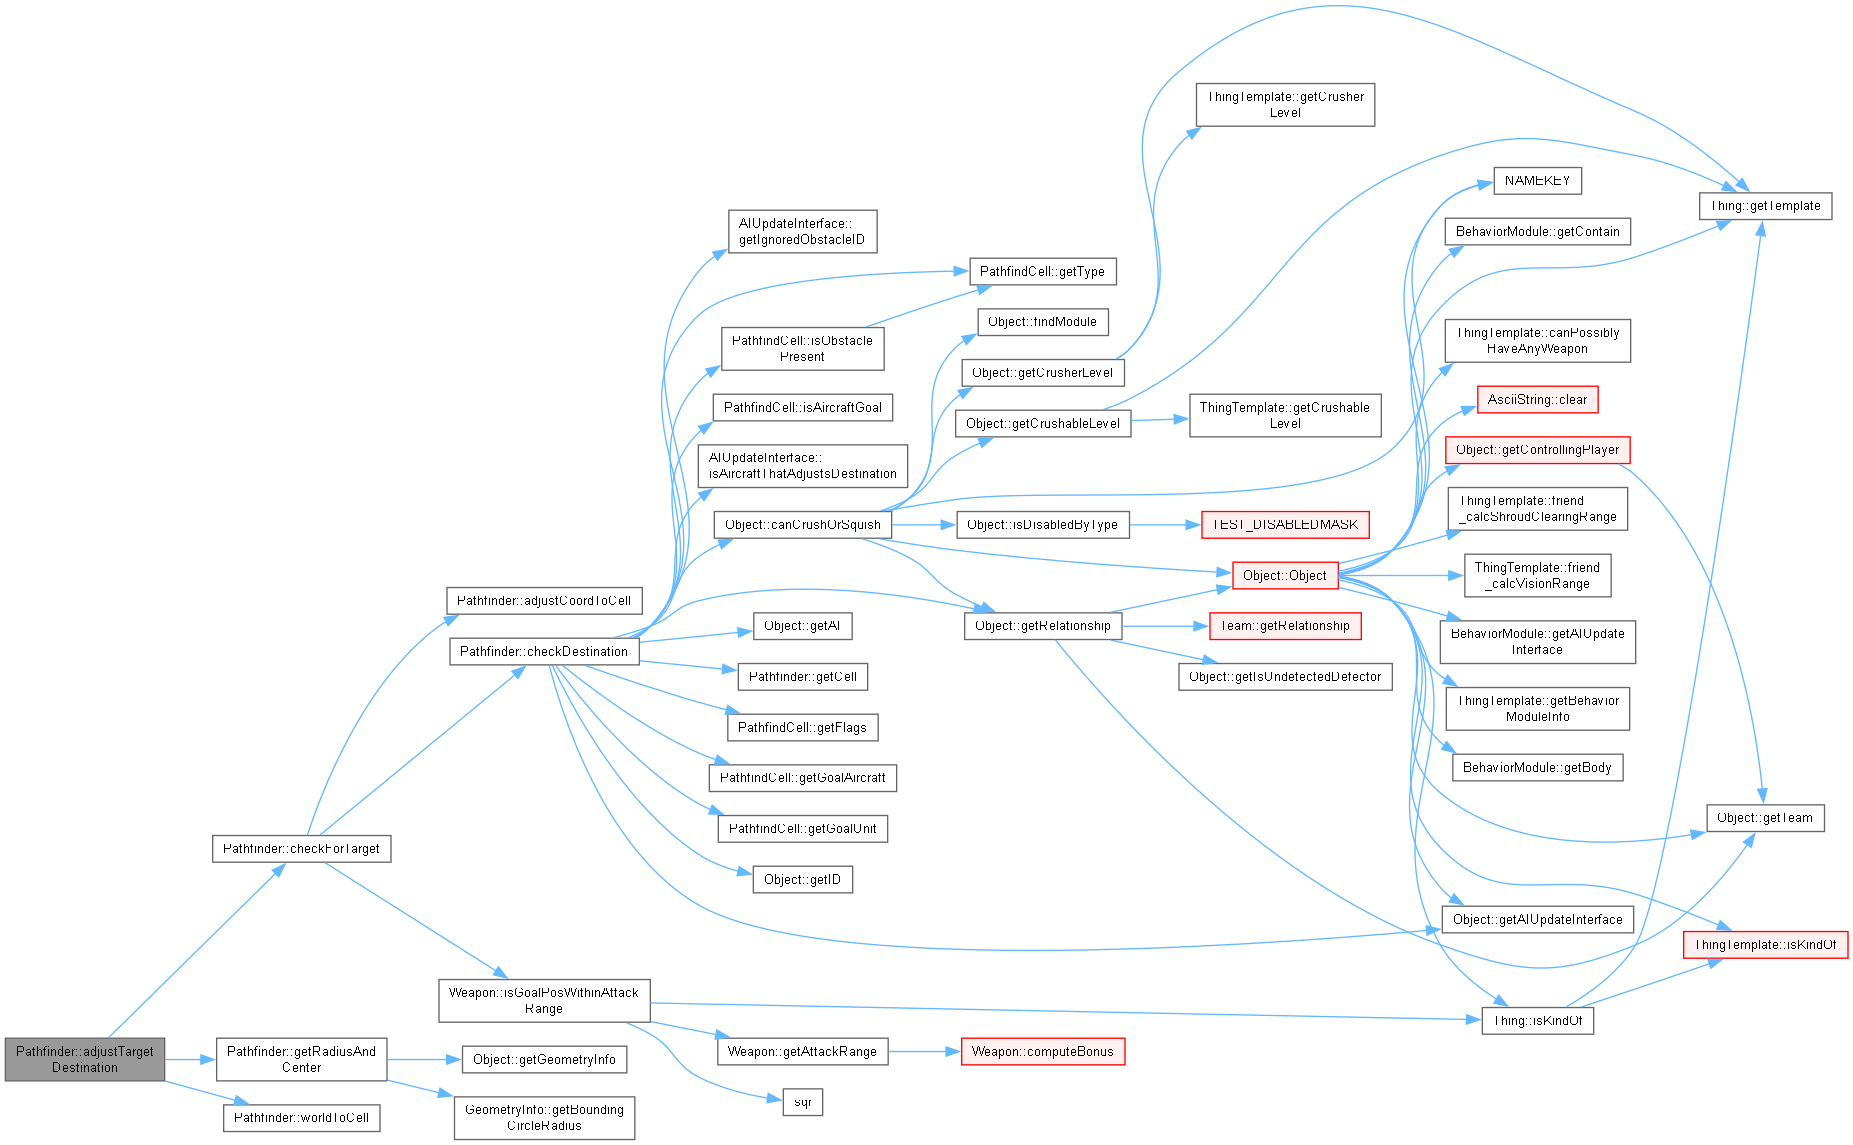 Pathfinder::adjustTarget
Destination
Pathfinder::checkForTarget
Pathfinder::getRadiusAnd
Center
Pathfinder::worldToCell
Pathfinder::adjustCoordToCell
Pathfinder::checkDestination
Weapon::isGoalPosWithinAttack
Range
Object::getGeometryInfo
GeometryInfo::getBounding
CircleRadius
AIUpdateInterface::
getIgnoredObstacleID
PathfindCell::isObstacle
Present
PathfindCell::isAircraftGoal
AIUpdateInterface::
isAircraftThatAdjustsDestination
Object::canCrushOrSquish
Object::getAI
Pathfinder::getCell
PathfindCell::getFlags
PathfindCell::getGoalAircraft
PathfindCell::getGoalUnit
Object::getID
Weapon::getAttackRange
sqr
PathfindCell::getType
Object::findModule
Object::getCrusherLevel
Object::getCrushableLevel
Object::isDisabledByType
Object::getRelationship
Weapon::computeBonus
ThingTemplate::getCrusher
Level
ThingTemplate::getCrushable
Level
TEST_DISABLEDMASK
Object::Object
Team::getRelationship
Object::getIsUndetectedDefector
NAMEKEY
BehaviorModule::getContain
ThingTemplate::canPossibly
HaveAnyWeapon
AsciiString::clear
Object::getControllingPlayer
ThingTemplate::friend
_calcShroudClearingRange
ThingTemplate::friend
_calcVisionRange
BehaviorModule::getAIUpdate
Interface
ThingTemplate::getBehavior
ModuleInfo
BehaviorModule::getBody
Object::getAIUpdateInterface
Thing::isKindOf
Thing::getTemplate
Object::getTeam
ThingTemplate::isKindOf